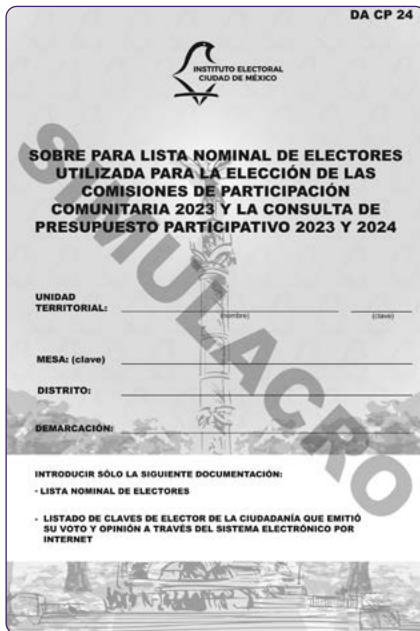 DA CP 24
INSTITUTO ELECTORAL
CIUDAD DE MÉXICO
SOBRE PARA LISTA NOMINAL DE ELECTORES
UTILIZADA PARA LA ELECCIÓN DE LAS
COMISIONES DE PARTICIPACIÓN
COMUNITARIA 2023 Y LA CONSULTA DE
PRESUPUESTO PARTICIPATIVO 2023 Y 2024
SIMULACRO
UNIDAD
TERRITORIAL:
(nombre) (clave)
MESA: (clave)
DISTRITO:
DEMARCACIÓN:
INTRODUCIR SÓLO LA SIGUIENTE DOCUMENTACIÓN:
- LISTA NOMINAL DE ELECTORES
- LISTADO DE CLAVES DE ELECTOR DE LA CIUDADANÍA QUE EMITIÓ
SU VOTO Y OPINIÓN A TRAVÉS DEL SISTEMA ELECTRÓNICO POR
INTERNET